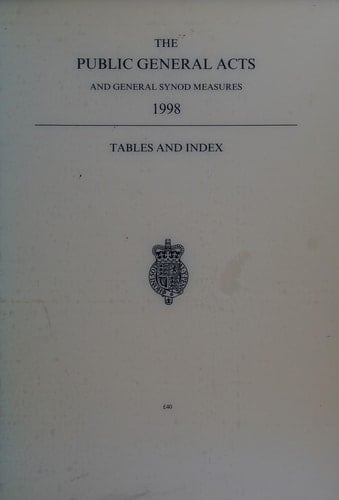 THE
PUBLIC GENERAL ACTS
AND GENERAL SYNOD MEASURES
1998
TABLES AND INDEX
£40